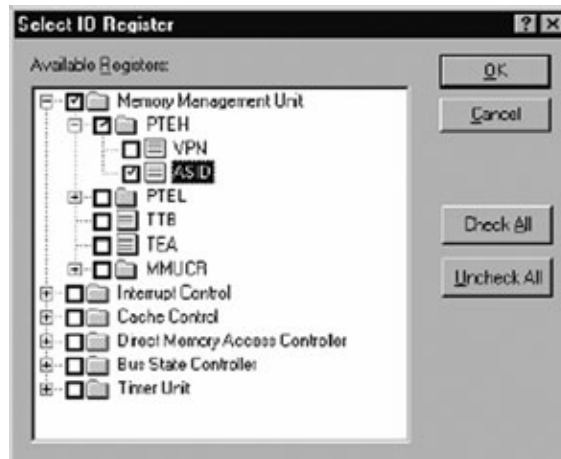 Select IO Register
? ×
Available Registers:
Memory Management Unit
PTEH
VPN
ASID
PTEL
TTB
TEA
MMUCR
Interrupt Control
Cache Control
Direct Memory Access Controller
Bus State Controller
Timer Unit
OK
Cancel
Check All
Uncheck All